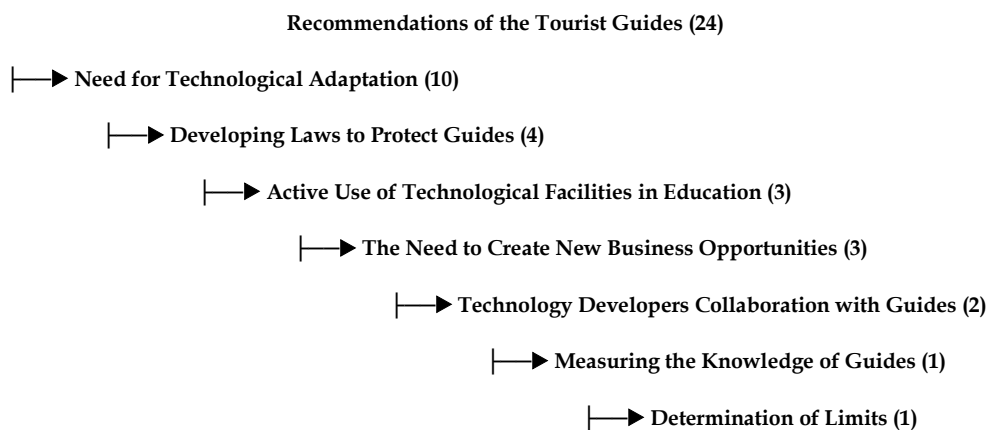 Recommendations of the Tourist Guides (24)
Need for Technological Adaptation (10)
Developing Laws to Protect Guides (4)
Active Use of Technological Facilities in Education (3)
The Need to Create New Business Opportunities (3)
Technology Developers Collaboration with Guides (2)
Measuring the Knowledge of Guides (1)
Determination of Limits (1)